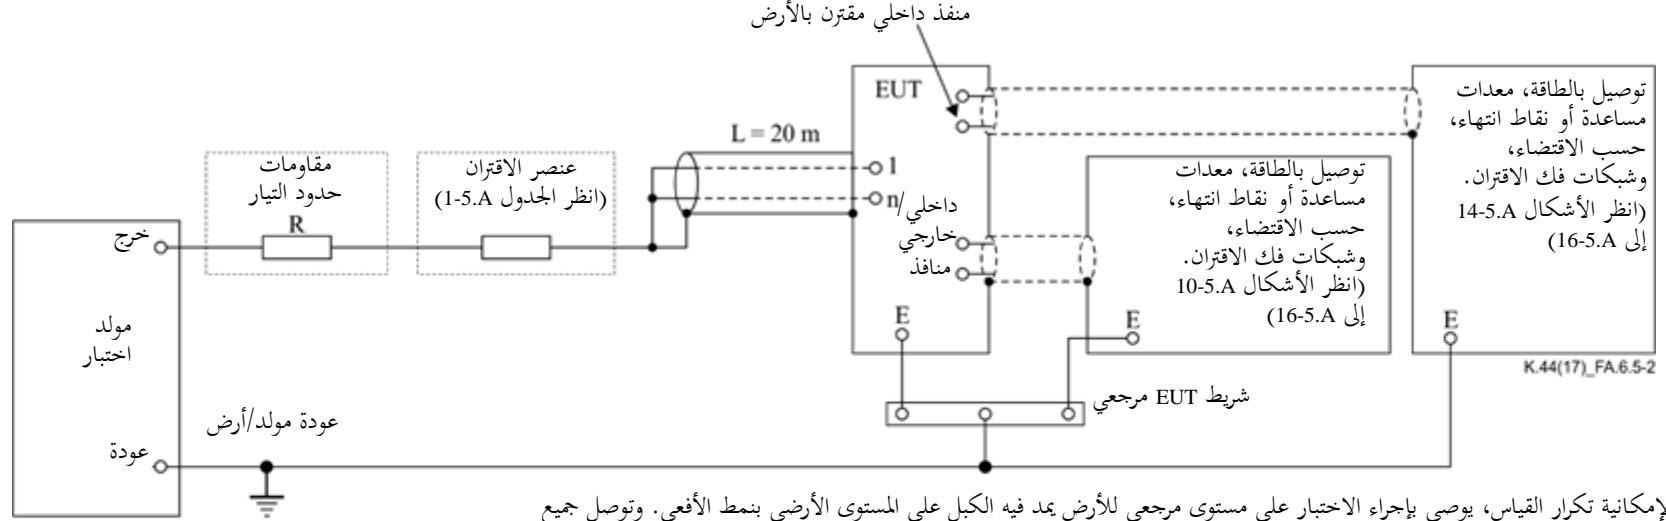 منفذ داخلي مقترن بالأرض
EUT
توصيل بالطاقة، معدات
مساعدة أو نقاط انتهاء،
حسب الاقتضاء،
وشبكات فك الاقتران.
(انظر الأشكال A.5-14
إلى A.5-16)
E
K.44(17)_FA.6.5-2
توصيل بالطاقة، معدات
مساعدة أو نقاط انتهاء،
حسب الاقتضاء،
وشبكات فك الاقتران.
(انظر الأشكال A.5-10
إلى A.5-16)
E
L = 20 m
1
n
داخلي/
خارجي
منافذ
E
عنصر الاقتران
(انظر الجدول A.5-1)
مقاومات
حدود التيار
R
خرج
مولد
اختبار
عودة
عودة مولد/أرض
شريط EUT مرجعي
لإمكانية تكرار القياس، يوصى بإجراء الاختبار على مستوى مرجعي للأرض يمد فيه الكبل على المستوى الأرضي بنمط الأفعى. وتوصل جميع